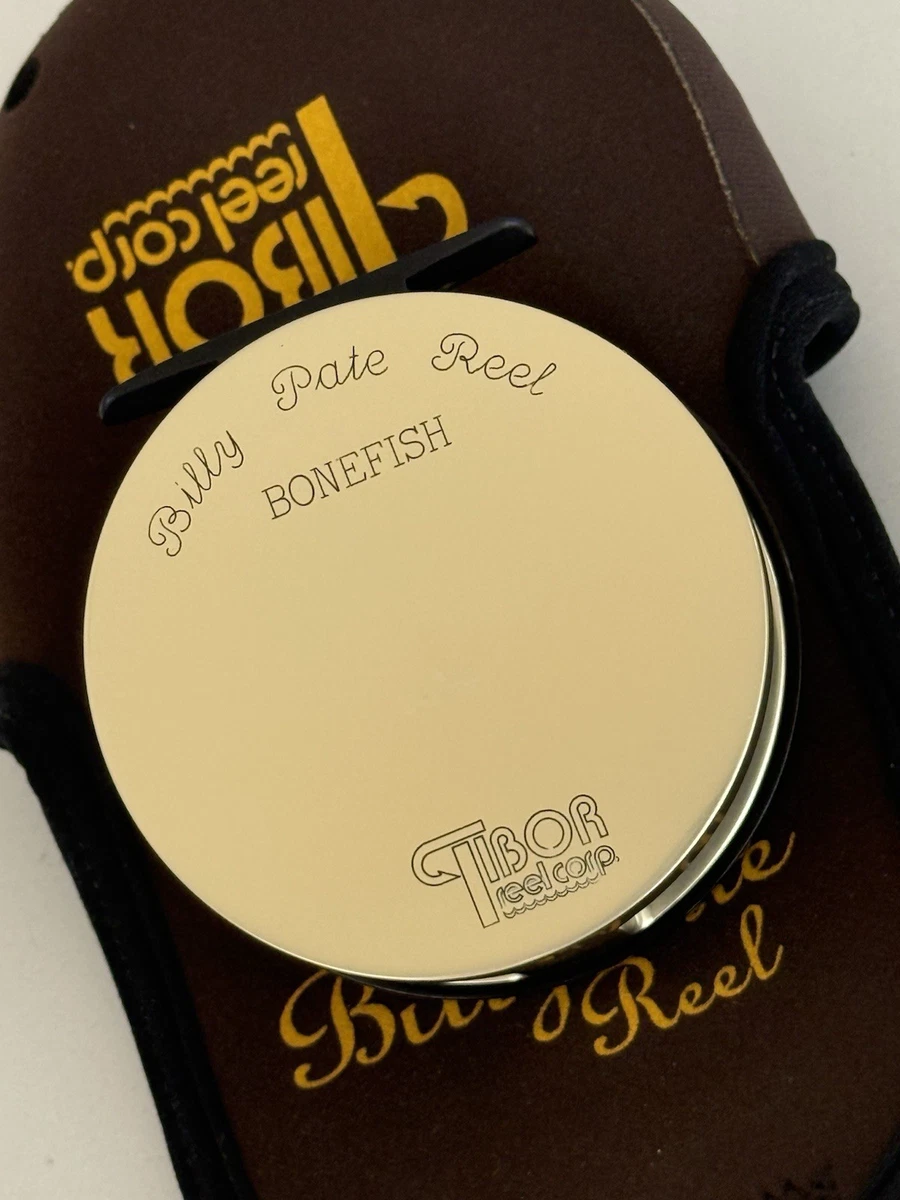 TIBOR
reel corp.
Billy Pate Reel
BONEFISH
TIBOR
reel corp.
Reel